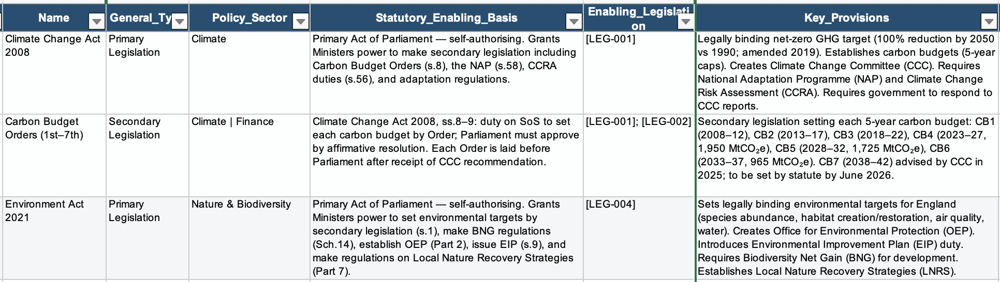 Name
General_Ty
Policy_Sector
Statutory_Enabling_Basis
Enabling_Legislati
on
Key_Provisions
Climate Change Act
2008
Primary
Legislation
Climate
Primary Act of Parliament — self-authorising. Grants
Ministers power to make secondary legislation including
Carbon Budget Orders (s.8), the NAP (s.58), CCRA
duties (s.56), and adaptation regulations.
[LEG-001]
Legally binding net-zero GHG target (100% reduction by 2050
vs 1990; amended 2019). Establishes carbon budgets (5-year
caps). Creates Climate Change Committee (CCC). Requires
National Adaptation Programme (NAP) and Climate Change
Risk Assessment (CCRA). Requires government to respond to
CCC reports.
Carbon Budget
Orders (1st–7th)
Secondary
Legislation
Climate | Finance
Climate Change Act 2008, ss.8–9: duty on SoS to set
each carbon budget by Order; Parliament must approve
by affirmative resolution. Each Order is laid before
Parliament after receipt of CCC recommendation.
[LEG-001]; [LEG-002]
Secondary legislation setting each 5-year carbon budget: CB1
(2008–12), CB2 (2013–17), CB3 (2018–22), CB4 (2023–27,
1,950 MtCO₂e), CB5 (2028–32, 1,725 MtCO₂e), CB6
(2033–37, 965 MtCO₂e). CB7 (2038–42) advised by CCC in
2025; to be set by statute by June 2026.
Environment Act
2021
Primary
Legislation
Nature & Biodiversity
Primary Act of Parliament — self-authorising. Grants
Ministers power to set environmental targets by
secondary legislation (s.1), make BNG regulations
(Sch.14), establish OEP (Part 2), issue EIP (s.9), and
make regulations on Local Nature Recovery Strategies
(Part 7).
[LEG-004]
Sets legally binding environmental targets for England
(species abundance, habitat creation/restoration, air quality,
water). Creates Office for Environmental Protection (OEP).
Introduces Environmental Improvement Plan (EIP) duty.
Requires Biodiversity Net Gain (BNG) for development.
Establishes Local Nature Recovery Strategies (LNRS).